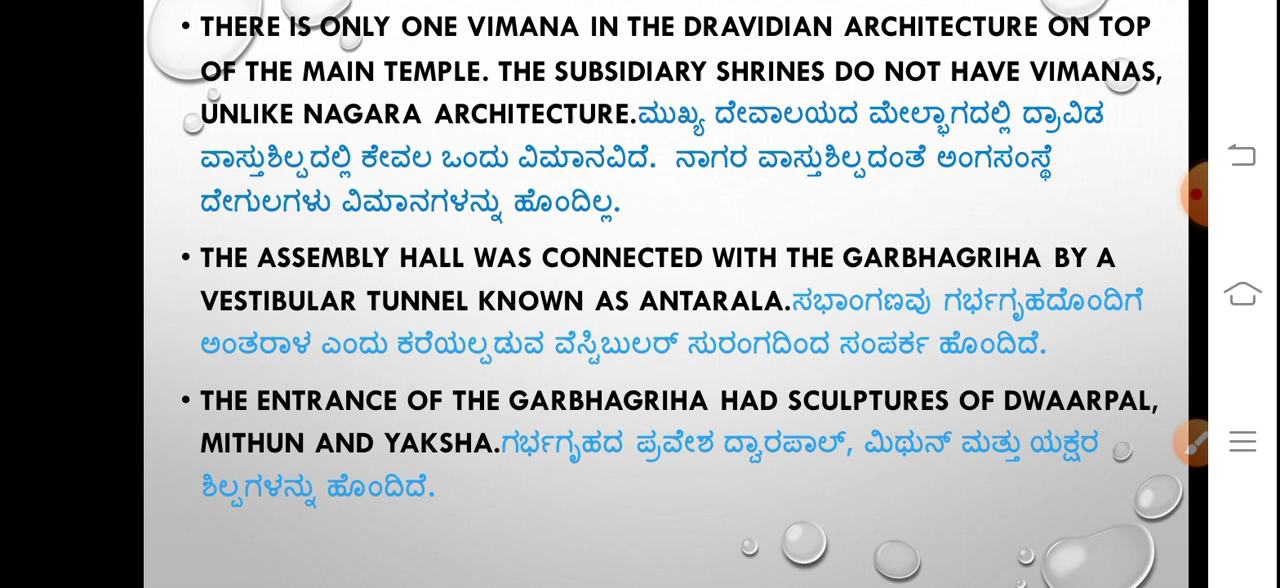 • THERE IS ONLY ONE VIMANA IN THE DRAVIDIAN ARCHITECTURE ON TOP
OF THE MAIN TEMPLE. THE SUBSIDIARY SHRINES DO NOT HAVE VIMANAS,
UNLIKE NAGARA ARCHITECTURE.ಮುಖ್ಯ ದೇವಾಲಯದ ಮೇಲ್ಭಾಗದಲ್ಲಿ ದ್ರಾವಿಡ
ವಾಸ್ತುಶಿಲ್ಪದಲ್ಲಿ ಕೇವಲ ಒಂದು ವಿಮಾನವಿದೆ. ನಾಗರ ವಾಸ್ತುಶಿಲ್ಪದಂತೆ ಅಂಗಸಂಸ್ಥೆ
ದೇಗುಲಗಳು ವಿಮಾನಗಳನ್ನು ಹೊಂದಿಲ್ಲ.
• THE ASSEMBLY HALL WAS CONNECTED WITH THE GARBHAGRIHA BY A
VESTIBULAR TUNNEL KNOWN AS ANTARALA.ಸಭಾಂಗಣವು ಗರ್ಭಗೃಹದೊಂದಿಗೆ
ಅಂತರಾಳ ಎಂದು ಕರೆಯಲ್ಪಡುವ ವೆಸ್ಟಿಬುಲರ್ ಸುರಂಗದಿಂದ ಸಂಪರ್ಕ ಹೊಂದಿದೆ.
• THE ENTRANCE OF THE GARBHAGRIHA HAD SCULPTURES OF DWAARPAL,
MITHUN AND YAKSHA.ಗರ್ಭಗೃಹದ ಪ್ರವೇಶ ದ್ವಾರಪಾಲ್, ಮಿಥುನ್ ಮತ್ತು ಯಕ್ಷರ
ಶಿಲ್ಪಗಳನ್ನು ಹೊಂದಿದೆ.